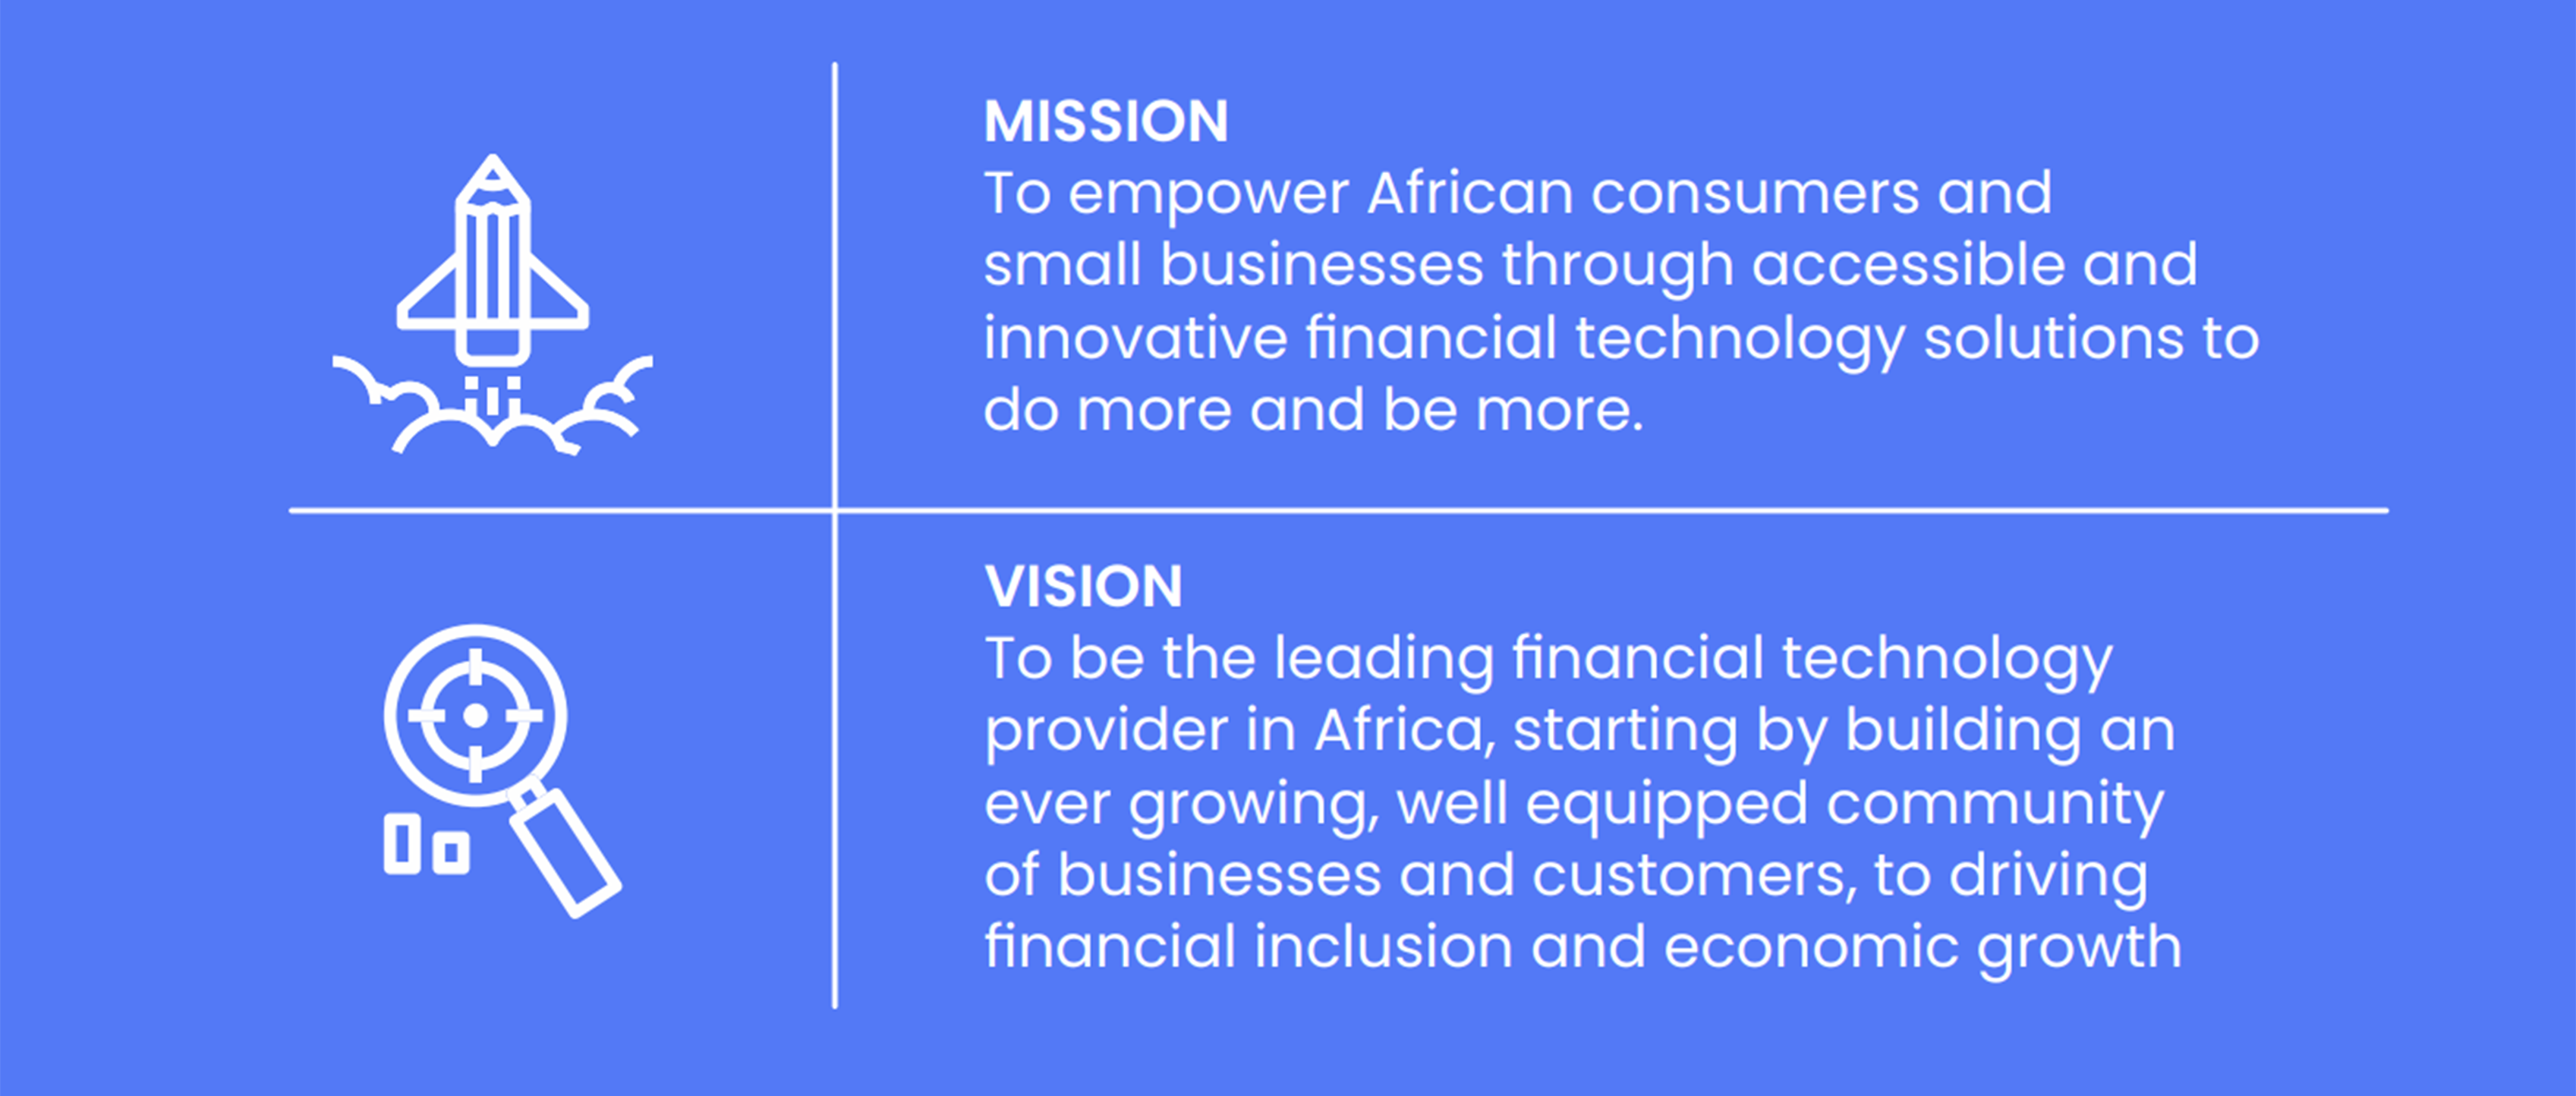 MISSION
To empower African consumers and
small businesses through accessible and
innovative financial technology solutions to
do more and be more.
VISION
To be the leading financial technology
provider in Africa, starting by building an
ever growing, well equipped community
of businesses and customers, to driving
financial inclusion and economic growth